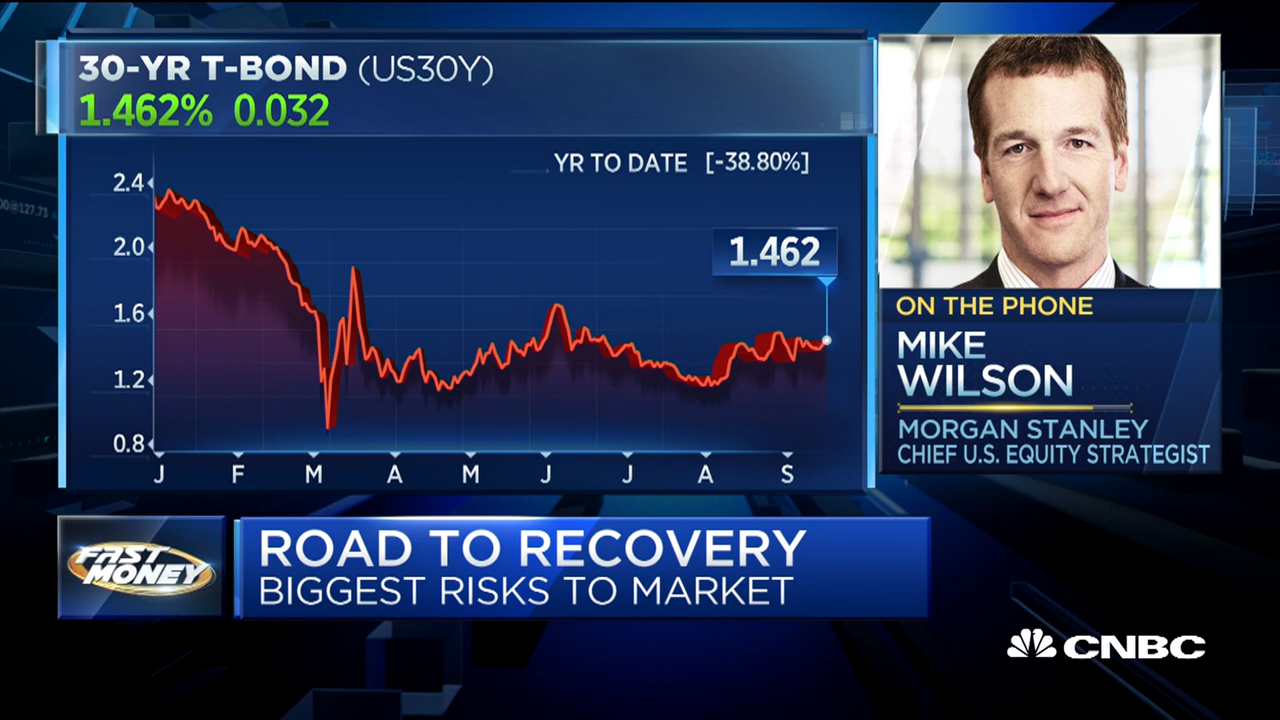 30-YR T-BOND (US30Y)
1.462% 0.032
YR TO DATE [-38.80%]
2.4
2.0
1.6
1.2
0.8
1.462
J F M A M J J A S
ON THE PHONE
MIKE
WILSON
MORGAN STANLEY
CHIEF U.S. EQUITY STRATEGIST
FAST
MONEY
ROAD TO RECOVERY
BIGGEST RISKS TO MARKET
CNBC